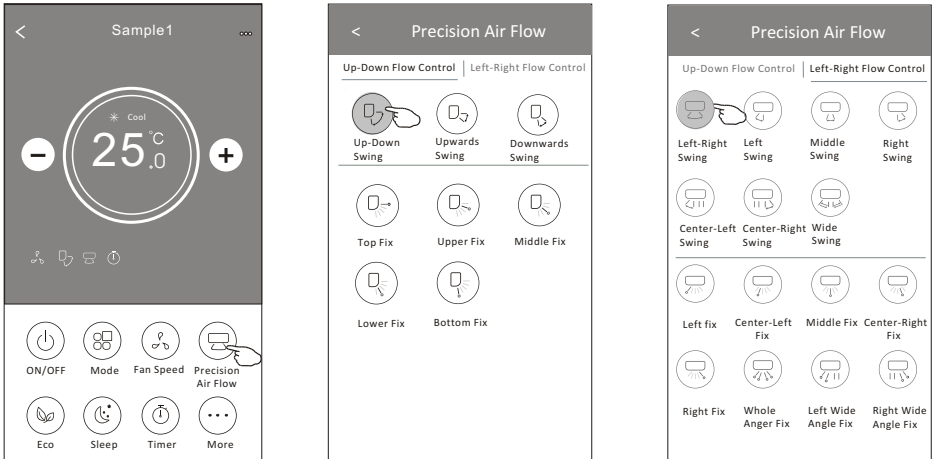 < Sample1 ...
Cool
25.0 °C
− +
ON/OFF Mode Fan Speed Precision
Air Flow
Eco Sleep Timer More
< Precision Air Flow
Up-Down Flow Control | Left-Right Flow Control
Up-Down Upwards Downwards
Swing Swing Swing
Top Fix Upper Fix Middle Fix
Lower Fix Bottom Fix
< Precision Air Flow
Up-Down Flow Control | Left-Right Flow Control
Left-Right Left Middle Right
Swing Swing Swing Swing
Center-Left Center-Right Wide
Swing Swing Swing
Left fix Center-Left Middle Fix Center-Right
Fix Fix
Right Fix Whole Left Wide Right Wide
Anger Fix Angle Fix Angle Fix